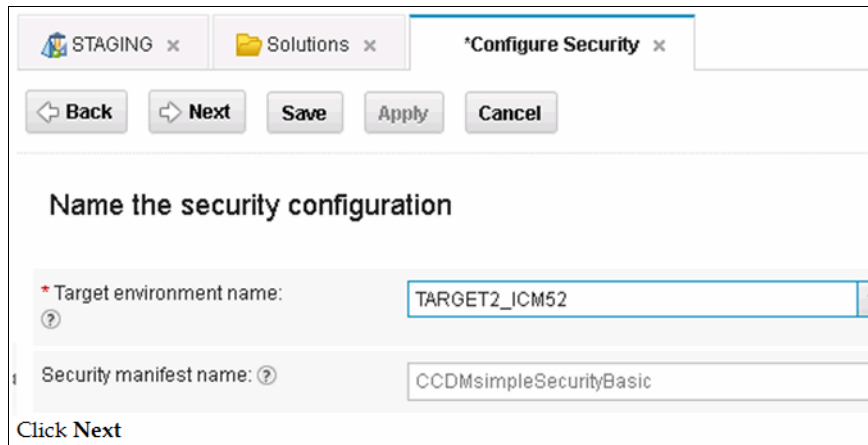 STAGING × Solutions × *Configure Security ×
Back Next Save Apply Cancel
Name the security configuration
* Target environment name: TARGET2_ICM52
?
Security manifest name: ? CCDMsimpleSecurityBasic
Click Next